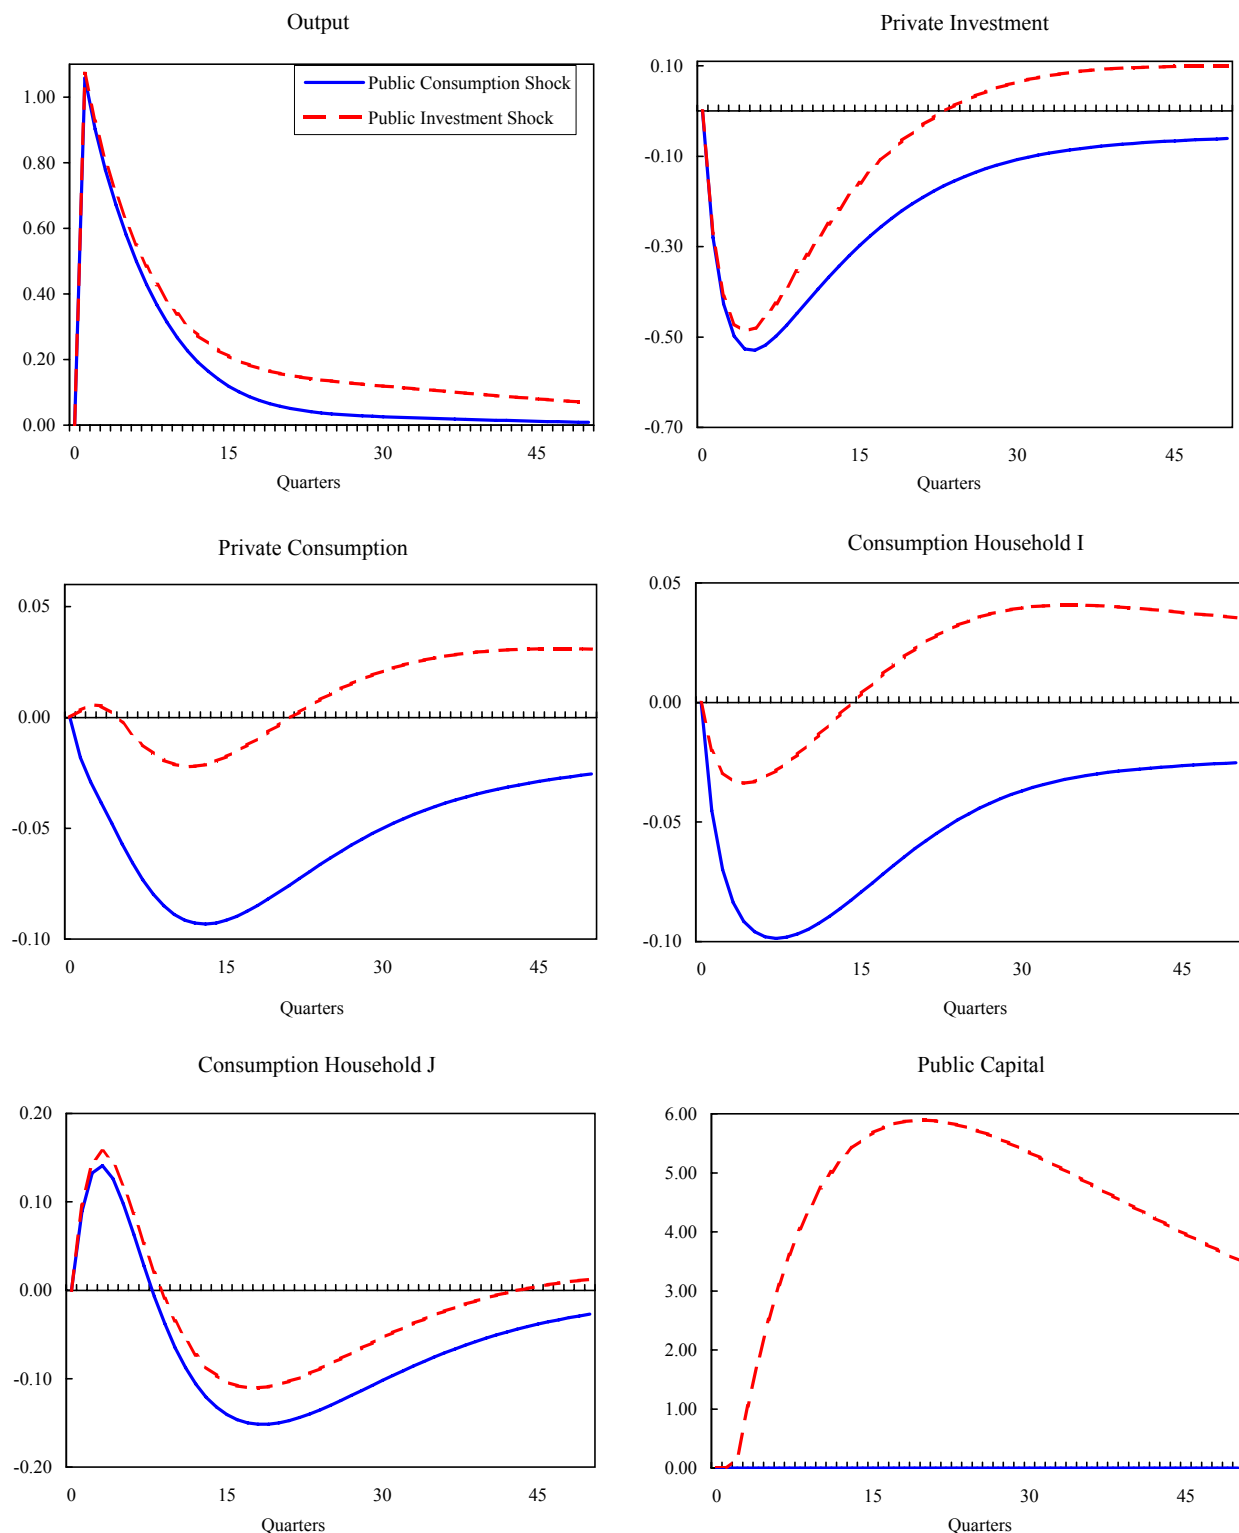 Output
1.00
0.80
0.60
0.40
0.20
0.00
0 15 30 45
Quarters
Public Consumption Shock
Public Investment Shock
Private Investment
0.10
-0.10
-0.30
-0.50
-0.70
0 15 30 45
Quarters
Private Consumption
0.05
0.00
-0.05
-0.10
0 15 30 45
Quarters
Consumption Household I
0.05
0.00
-0.05
-0.10
0 15 30 45
Quarters
Consumption Household J
0.20
0.10
0.00
-0.10
-0.20
0 15 30 45
Quarters
Public Capital
6.00
5.00
4.00
3.00
2.00
1.00
0.00
0 15 30 45
Quarters